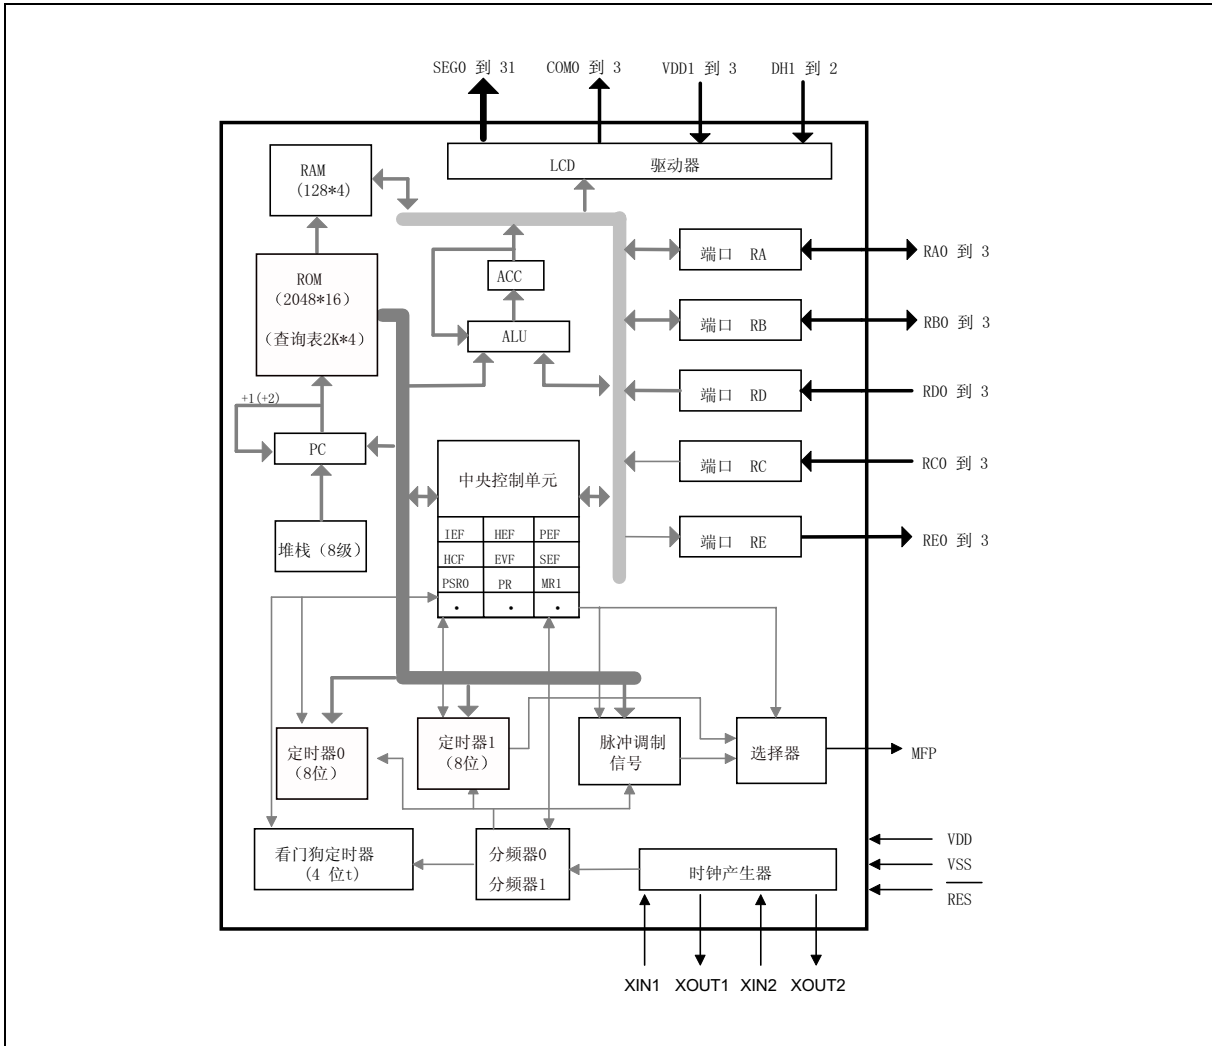 SEG0 到 31
COM0 到 3
VDD1 到 3
DH1 到 2
LCD 驱动器
RAM
(128*4)
ROM
(2048*16)
(查询表2K*4)
ACC
ALU
+1(+2)
PC
堆栈(8级)
端口 RA
RA0 到 3
端口 RB
RB0 到 3
端口 RD
RD0 到 3
端口 RC
RC0 到 3
端口 RE
RE0 到 3
中央控制单元
IEF HEF PEF
HCF EVF SEF
PSR0 PR MR1
. . .
定时器0
(8位)
定时器1
(8位)
脉冲调制
信号
选择器
MFP
看门狗定时器
(4 位t)
分频器0
分频器1
时钟产生器
VDD
VSS
RES
XIN1 XOUT1 XIN2 XOUT2